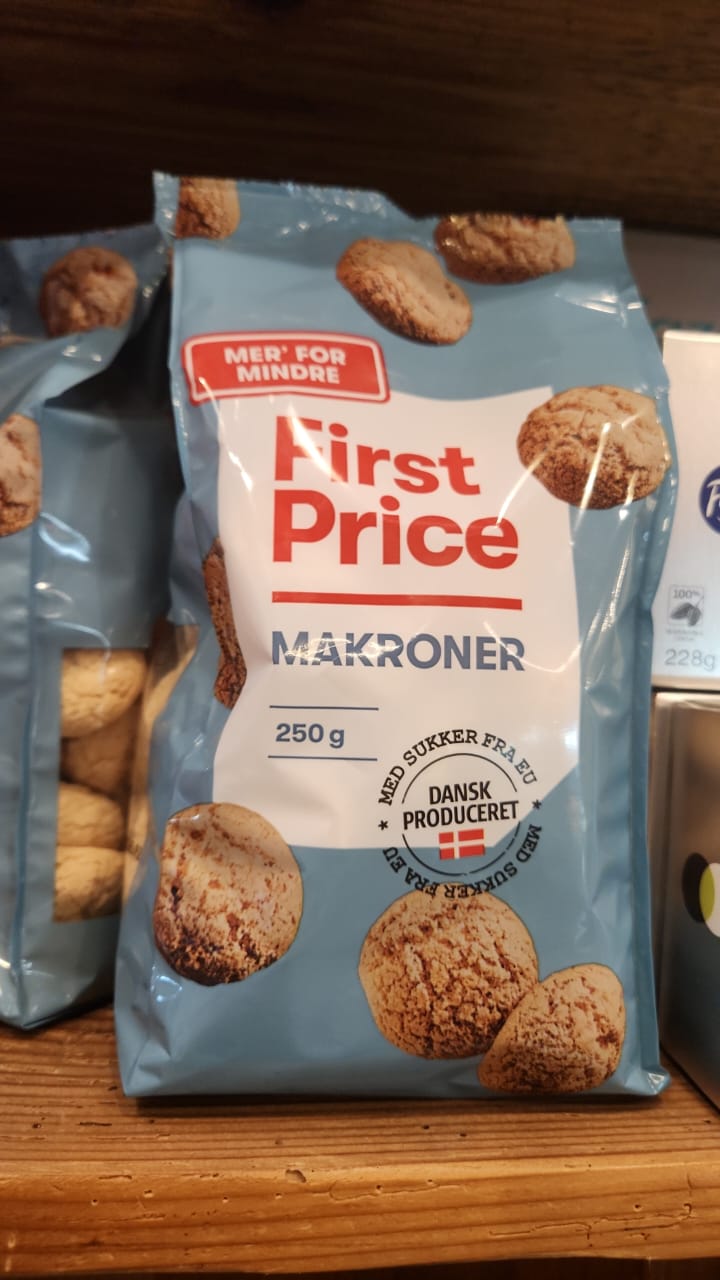 MER' FOR
MINDRE
First
Price
MAKRONER
250 g
MED SUKKER FRA EU
DANSK
PRODUCERET
MED SUKKER FRA EU
100%
228g